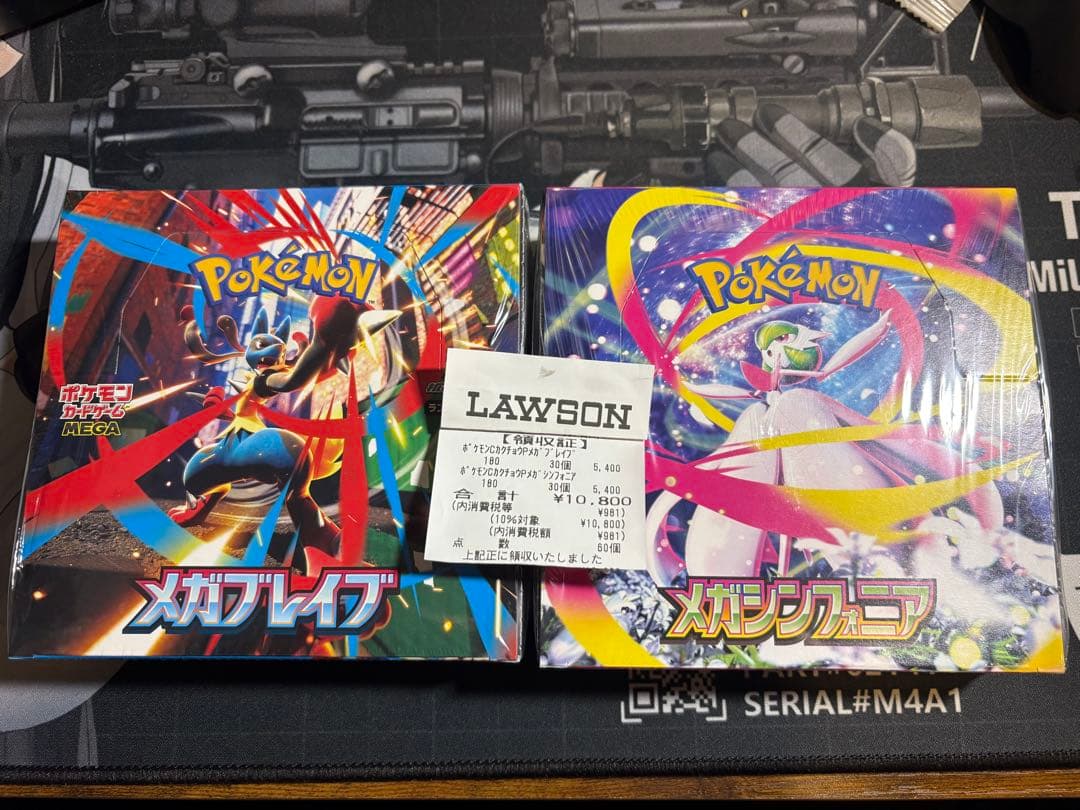 POKÉMON
ポケモン
カードゲーム
MEGA
メガブレイブ
POKÉMON
メガシンフォニア
LAWSON
【領収証】
ポケモンCカクチョウPメガブレイブ
180 30個 5,400
ポケモンCカクチョウPメガシンフォニア
180 30個 5,400
合 計 ¥10,800
(内消費税等 ¥981)
(10%対象 ¥10,800)
(内消費税額 ¥981)
点 数 60個
上記正に領収いたしました
SERIAL#M4A1